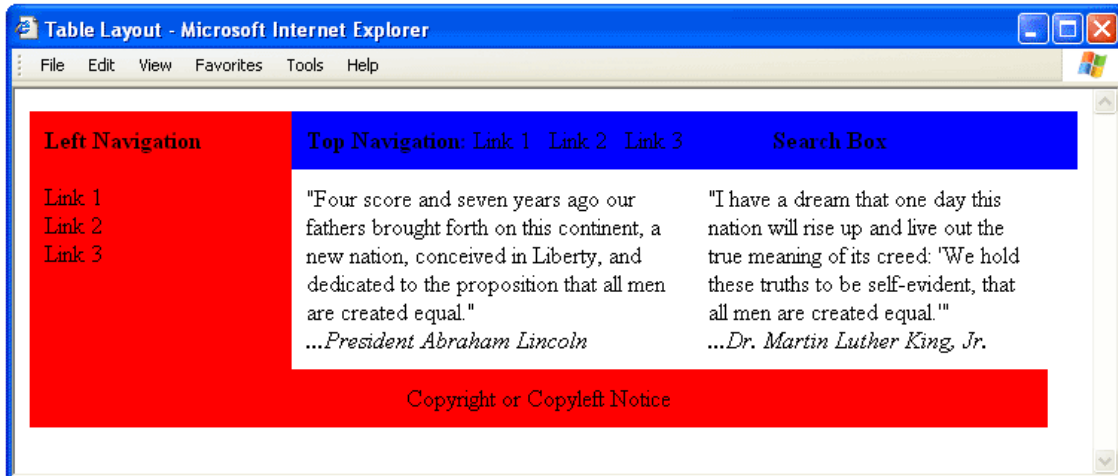 Table Layout - Microsoft Internet Explorer
File Edit View Favorites Tools Help
Left Navigation
Link 1
Link 2
Link 3
Top Navigation: Link 1 Link 2 Link 3 Search Box
"Four score and seven years ago our
fathers brought forth on this continent, a
new nation, conceived in Liberty, and
dedicated to the proposition that all men
are created equal."
...President Abraham Lincoln
"I have a dream that one day this
nation will rise up and live out the
true meaning of its creed: 'We hold
these truths to be self-evident, that
all men are created equal.'"
...Dr. Martin Luther King, Jr.
Copyright or Copyleft Notice